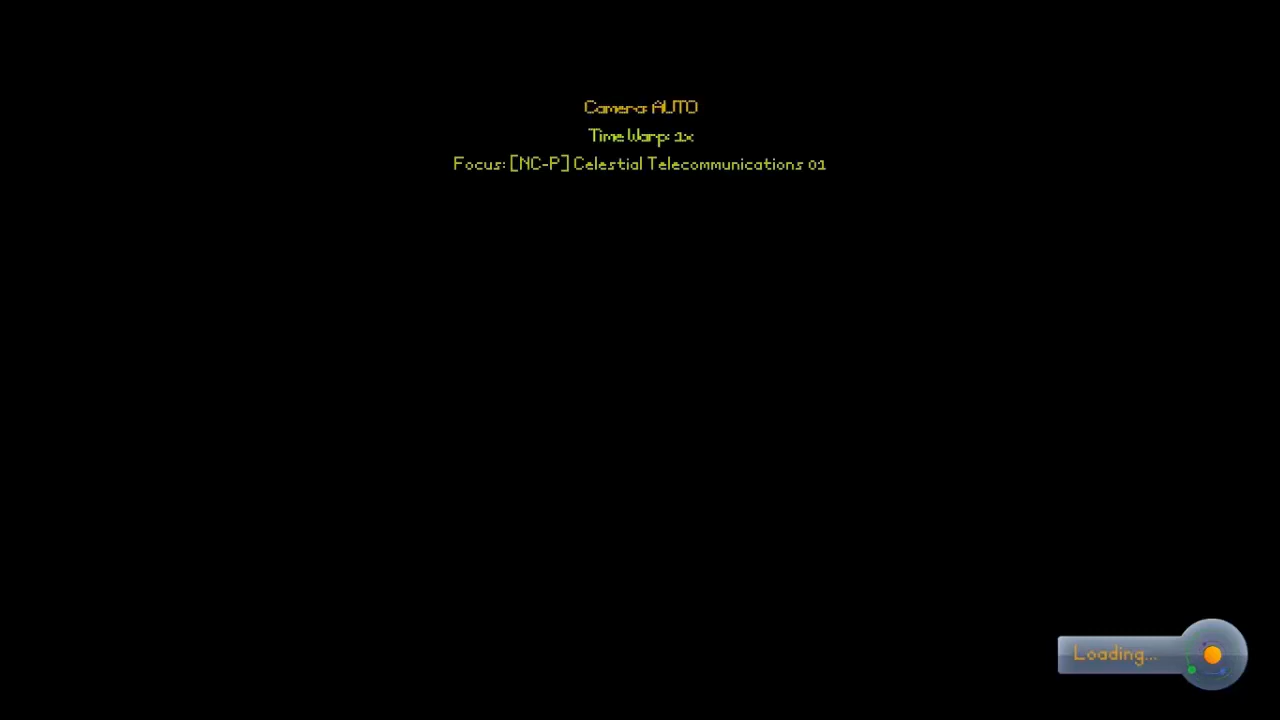 Camera: AUTO
Time Warp: 1x
Focus: [NC-P] Celestial Telecommunications 01
Loading...